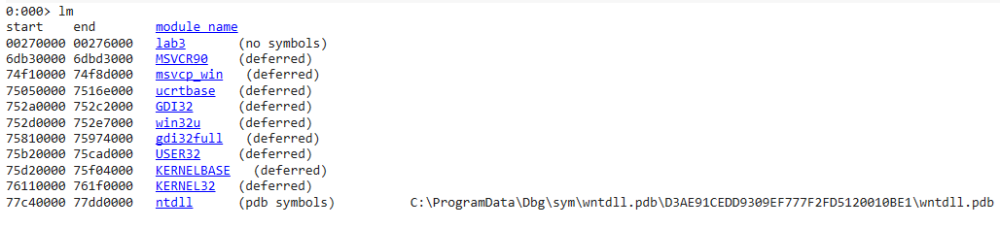 0:000> lm
start    end        module name
00270000 00276000   lab3       (no symbols)
6db30000 6dbd3000   MSVCR90    (deferred)
74f10000 74f8d000   msvcp_win   (deferred)
75050000 7516e000   ucrtbase   (deferred)
752a0000 752c2000   GDI32      (deferred)
752d0000 752e7000   win32u     (deferred)
75810000 75974000   gdi32full   (deferred)
75b20000 75cad000   USER32     (deferred)
75d20000 75f04000   KERNELBASE   (deferred)
76110000 761f0000   KERNEL32   (deferred)
77c40000 77dd0000   ntdll      (pdb symbols)          C:\ProgramData\Dbg\sym\wntdll.pdb\D3AE91CEDD9309EF777F2FD5120010BE1\wntdll.pdb